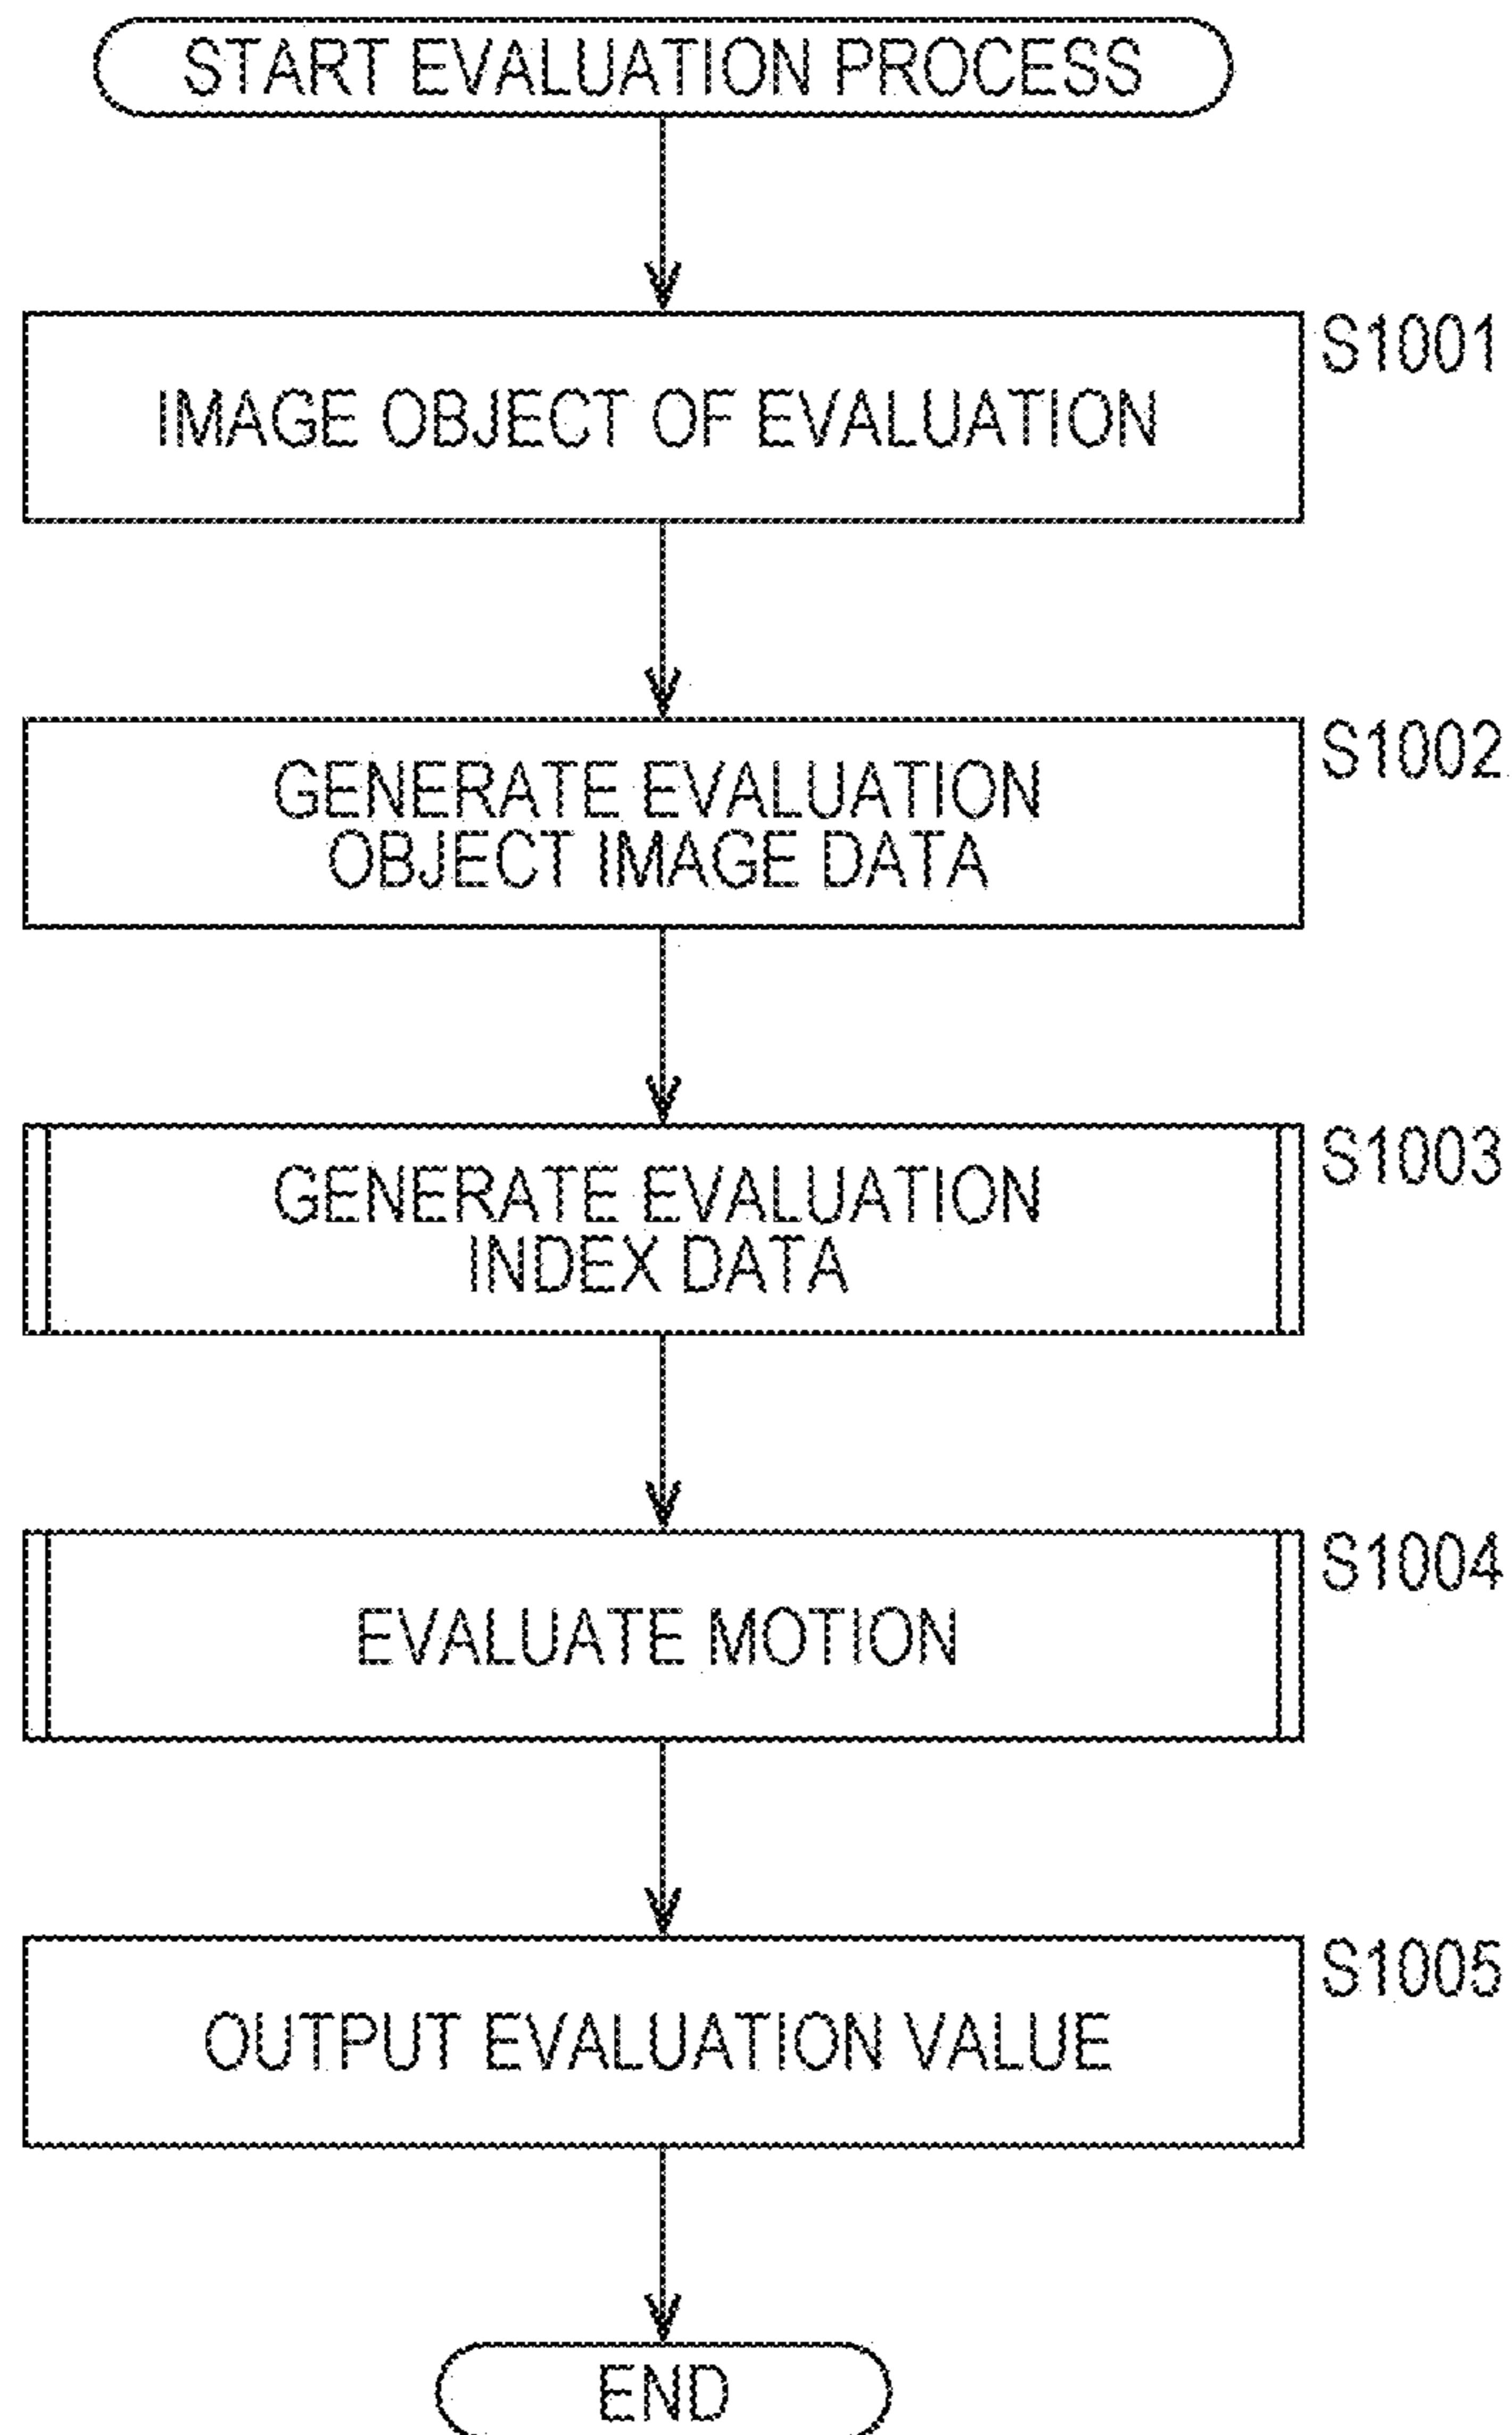 START EVALUATION PROCESS
S1001
IMAGE OBJECT OF EVALUATION
S1002
GENERATE EVALUATION
OBJECT IMAGE DATA
S1003
GENERATE EVALUATION
INDEX DATA
S1004
EVALUATE MOTION
S1005
OUTPUT EVALUATION VALUE
END